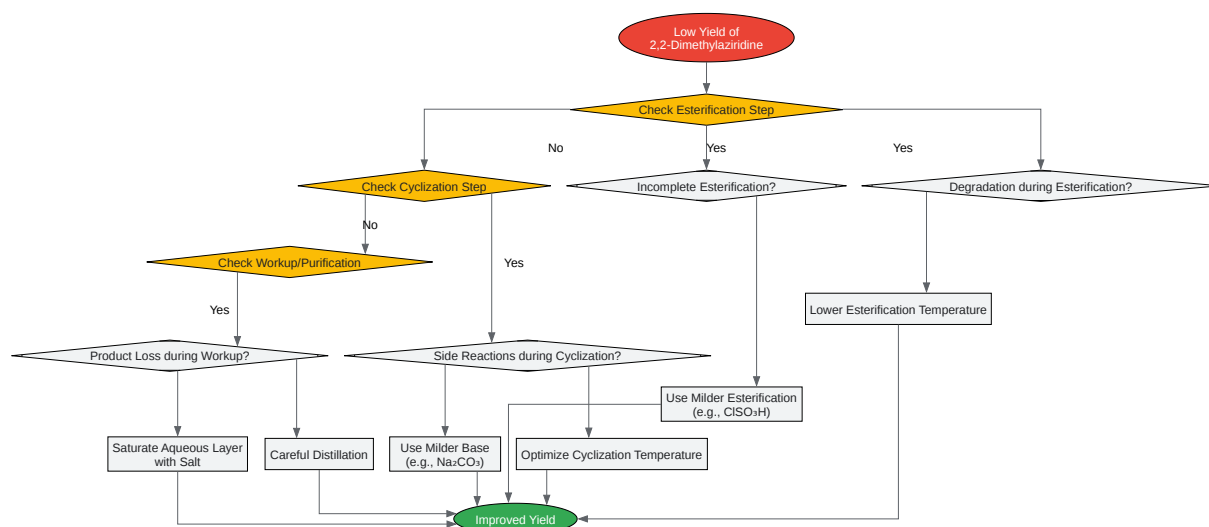 Low Yield of
2,2-Dimethylaziridine
Check Esterification Step
No
Yes
Yes
Check Cyclization Step
Incomplete Esterification?
Degradation during Esterification?
No
Check Workup/Purification
Yes
Yes
Lower Esterification Temperature
Product Loss during Workup?
Side Reactions during Cyclization?
Use Milder Esterification
(e.g., ClSO₃H)
Saturate Aqueous Layer
with Salt
Careful Distillation
Use Milder Base
(e.g., Na₂CO₃)
Optimize Cyclization Temperature
Improved Yield